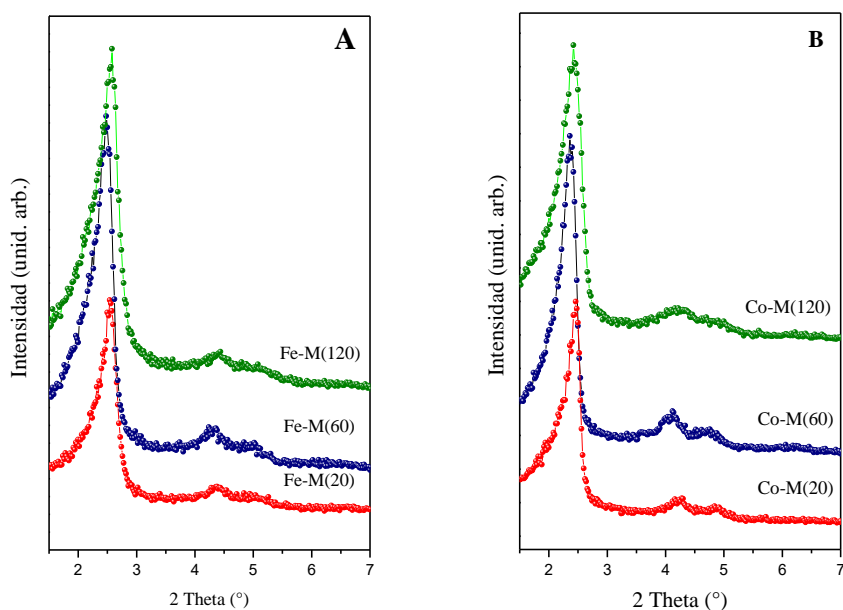 A
Intensidad (unid. arb.)
Fe-M(120)
Fe-M(60)
Fe-M(20)
2 3 4 5 6 7
2 Theta (°)
B
Intensidad (unid. arb.)
Co-M(120)
Co-M(60)
Co-M(20)
2 3 4 5 6 7
2 Theta (°)